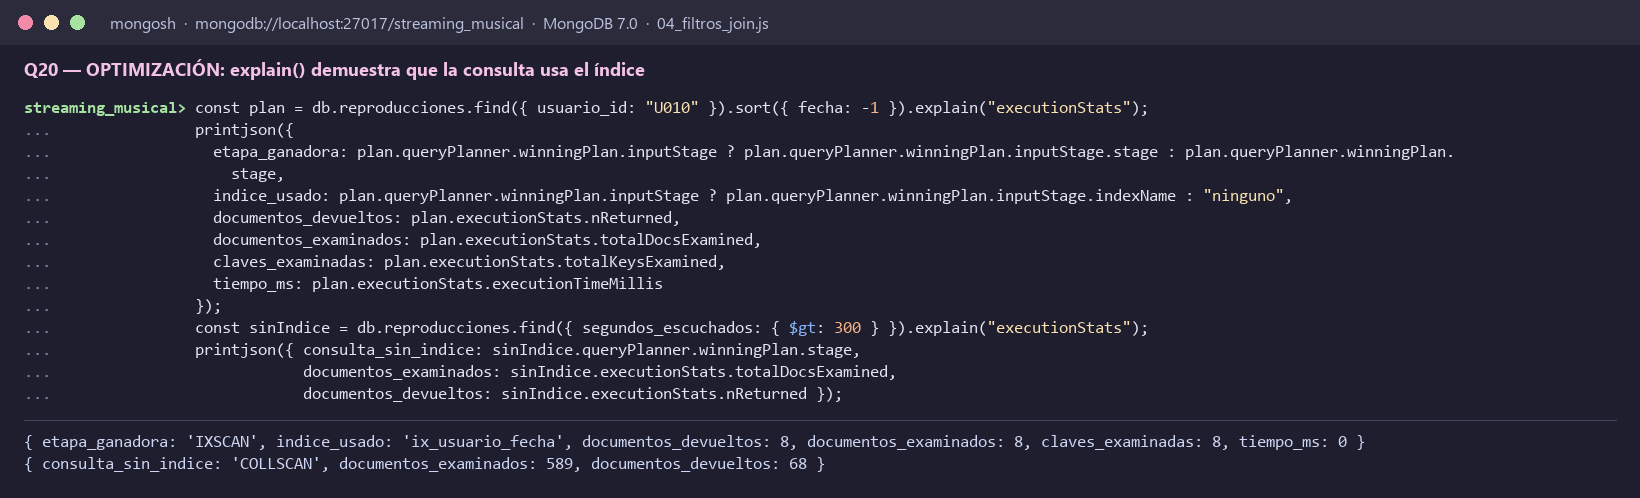 mongosh · mongodb://localhost:27017/streaming_musical · MongoDB 7.0 · 04_filtros_join.js
Q20 — OPTIMIZACIÓN: explain() demuestra que la consulta usa el índice
streaming_musical> const plan = db.reproducciones.find({ usuario_id: "U010" }).sort({ fecha: -1 }).explain("executionStats");
... printjson({
... etapa_ganadora: plan.queryPlanner.winningPlan.inputStage ? plan.queryPlanner.winningPlan.inputStage.stage : plan.queryPlanner.winningPlan.
... stage,
... indice_usado: plan.queryPlanner.winningPlan.inputStage ? plan.queryPlanner.winningPlan.inputStage.indexName : "ninguno",
... documentos_devueltos: plan.executionStats.nReturned,
... documentos_examinados: plan.executionStats.totalDocsExamined,
... claves_examinadas: plan.executionStats.totalKeysExamined,
... tiempo_ms: plan.executionStats.executionTimeMillis
... });
... const sinIndice = db.reproducciones.find({ segundos_escuchados: { $gt: 300 } }).explain("executionStats");
... printjson({ consulta_sin_indice: sinIndice.queryPlanner.winningPlan.stage,
... documentos_examinados: sinIndice.executionStats.totalDocsExamined,
... documentos_devueltos: sinIndice.executionStats.nReturned });
{ etapa_ganadora: 'IXSCAN', indice_usado: 'ix_usuario_fecha', documentos_devueltos: 8, documentos_examinados: 8, claves_examinadas: 8, tiempo_ms: 0 }
{ consulta_sin_indice: 'COLLSCAN', documentos_examinados: 589, documentos_devueltos: 68 }